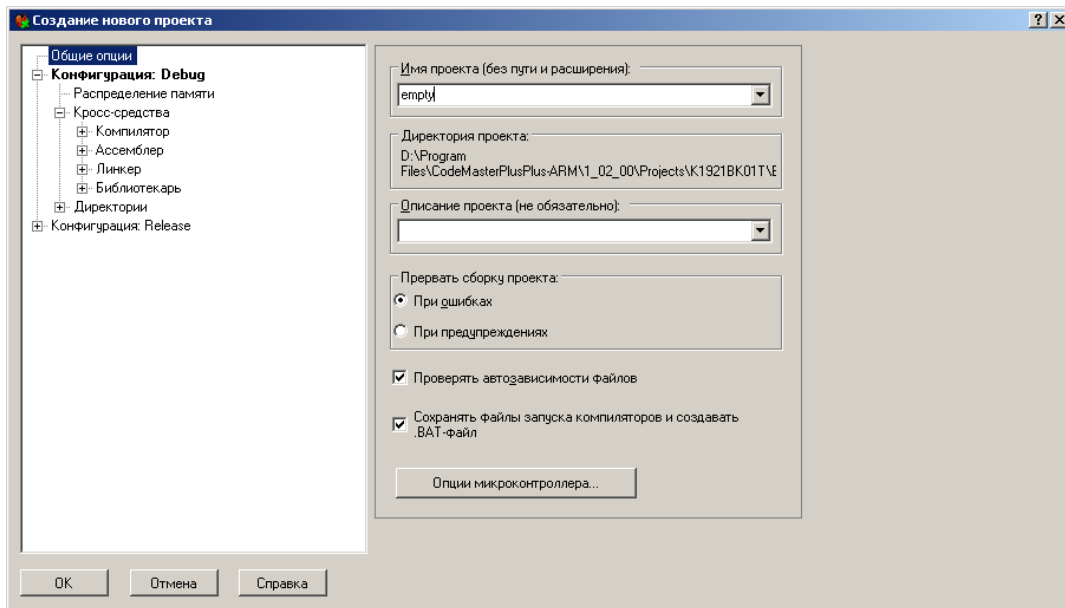 Создание нового проекта
Общие опции
Конфигурация: Debug
Распределение памяти
Кросс-средства
Компилятор
Ассемблер
Линкер
Библиотекарь
Директории
Конфигурация: Release
Имя проекта (без пути и расширения):
empty
Директория проекта:
D:\Program
Files\CodeMasterPlusPlus-ARM\1_02_00\Projects\K1921BK01T\E
Описание проекта (не обязательно):
Прервать сборку проекта:
При ошибках
При предупреждениях
Проверять автозависимости файлов
Сохранять файлы запуска компиляторов и создавать
.BAT-файл
Опции микроконтроллера...
OK
Отмена
Справка